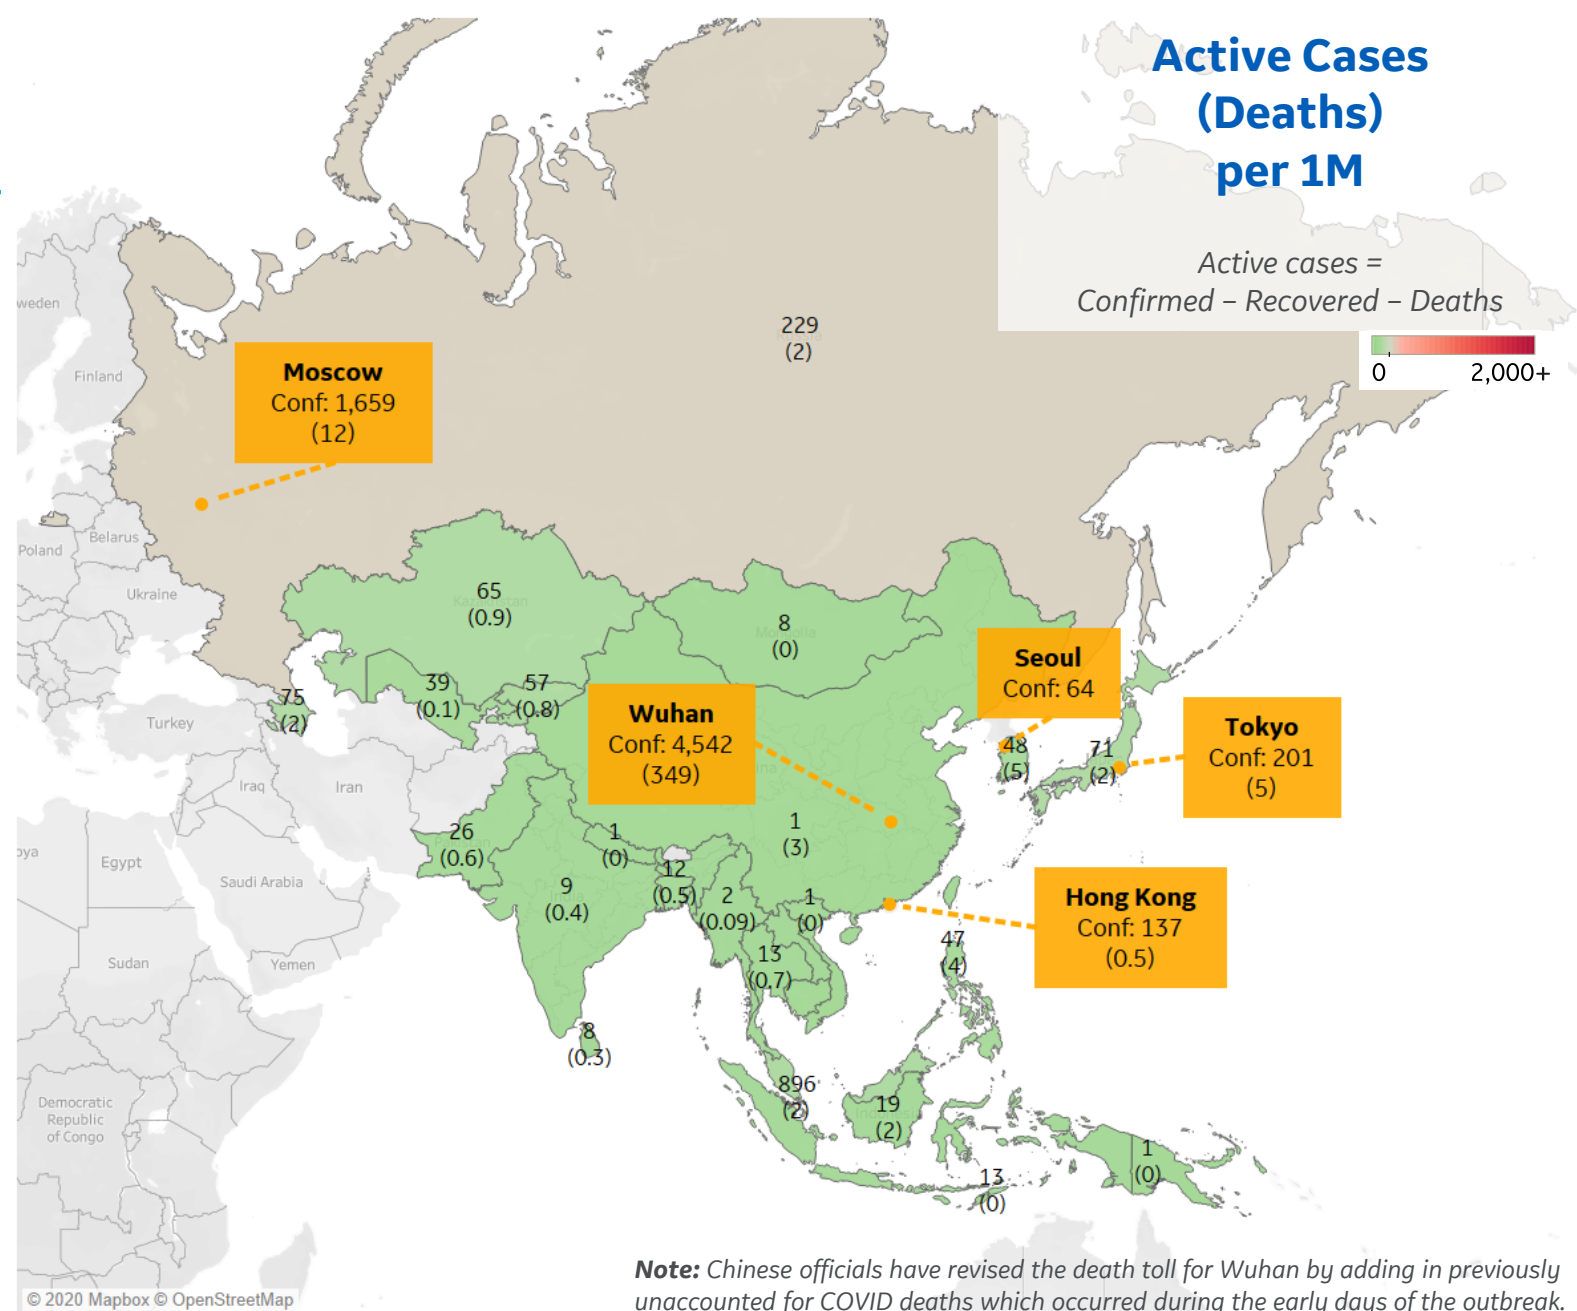 Active Cases
(Deaths)
per 1M
Active cases =
Confirmed – Recovered – Deaths
0 2,000+
229
(2)
Moscow
Conf: 1,659
(12)
weden
Finland
Belarus
Poland
Ukraine
65
Kazakhstan
(0.9)
8
Mongolia
(0)
Seoul
Conf: 64
39
(0.1)
57
(0.8)
75
(2)
Turkey
Wuhan
Conf: 4,542
(349)
Tokyo
Conf: 201
(5)
48
(5)
71
(2)
Iraq
Iran
26
(0.6)
1
(0)
1
(3)
oya
Egypt
Saudi Arabia
12
(0.5)
9
India
(0.4)
2
(0.09)
1
(0)
Hong Kong
Conf: 137
(0.5)
47
(4)
13
(0.7)
Sudan
Yemen
8
(0.3)
896
(2)
19
Indonesia
(2)
Democratic
Republic
of Congo
1
(0)
13
(0)
Note: Chinese officials have revised the death toll for Wuhan by adding in previously
unaccounted for COVID deaths which occurred during the early days of the outbreak.
© 2020 Mapbox © OpenStreetMap